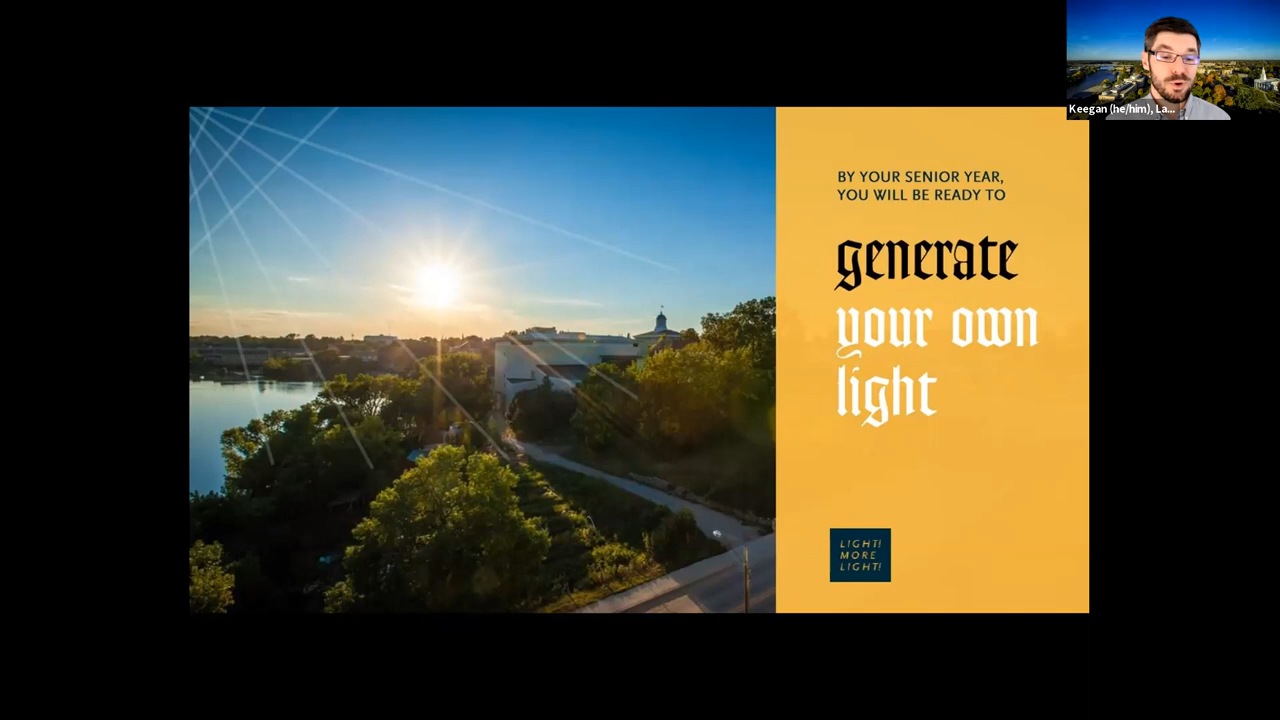 Keegan (he/him), La...
BY YOUR SENIOR YEAR,
YOU WILL BE READY TO
generate
your own
light
LIGHT!
MORE
LIGHT!